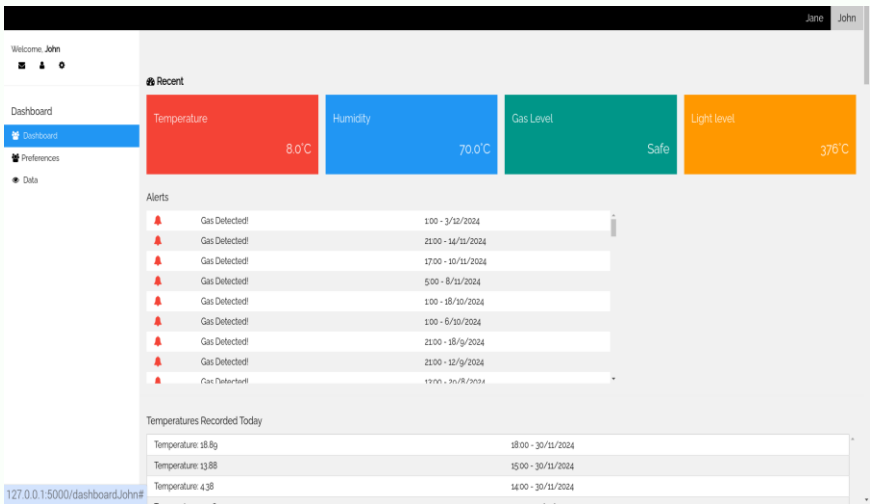 Jane John
Welcome, John
Recent
Dashboard
Dashboard
Preferences
Data
Temperature
8.0°C
Humidity
70.0°C
Gas Level
Safe
Light level
376°C
Alerts
Gas Detected! 1:00 - 3/12/2024
Gas Detected! 21:00 - 14/11/2024
Gas Detected! 17:00 - 10/11/2024
Gas Detected! 5:00 - 8/11/2024
Gas Detected! 1:00 - 18/10/2024
Gas Detected! 1:00 - 6/10/2024
Gas Detected! 21:00 - 18/9/2024
Gas Detected! 21:00 - 12/9/2024
Gas Detected!
Temperatures Recorded Today
Temperature: 18.89 18:00 - 30/11/2024
Temperature: 13.88 15:00 - 30/11/2024
Temperature: 4.38 14:00 - 30/11/2024
127.0.0.1:5000/dashboardJohn#